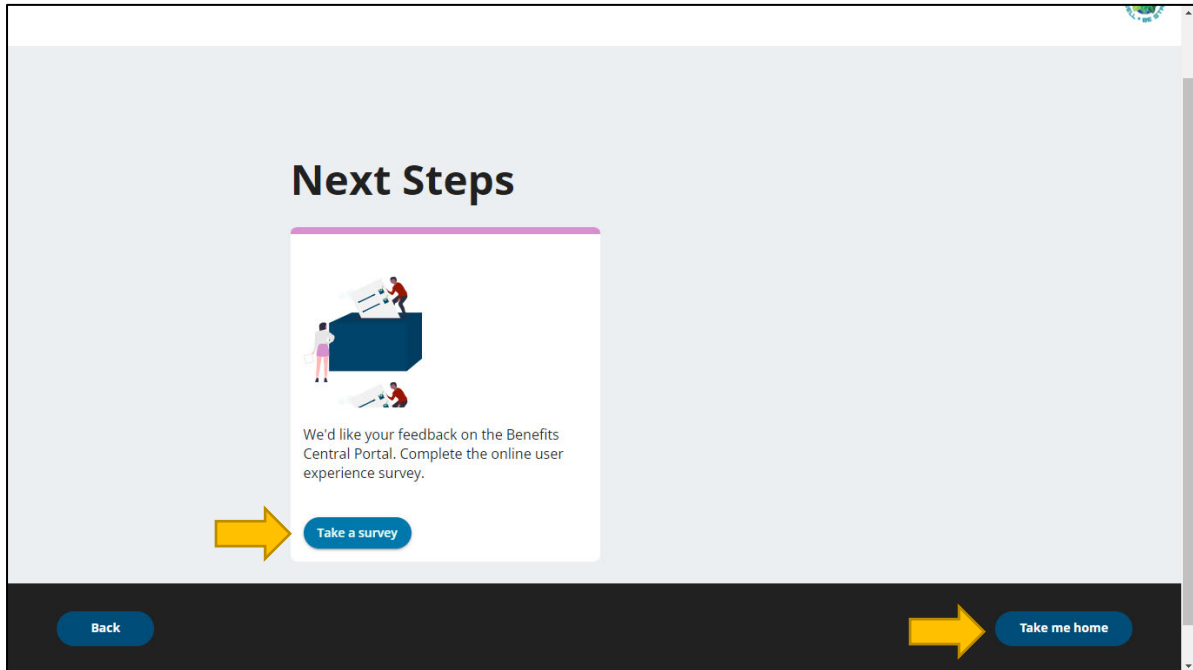 Next Steps
We'd like your feedback on the Benefits
Central Portal. Complete the online user
experience survey.
Take a survey
Back
Take me home